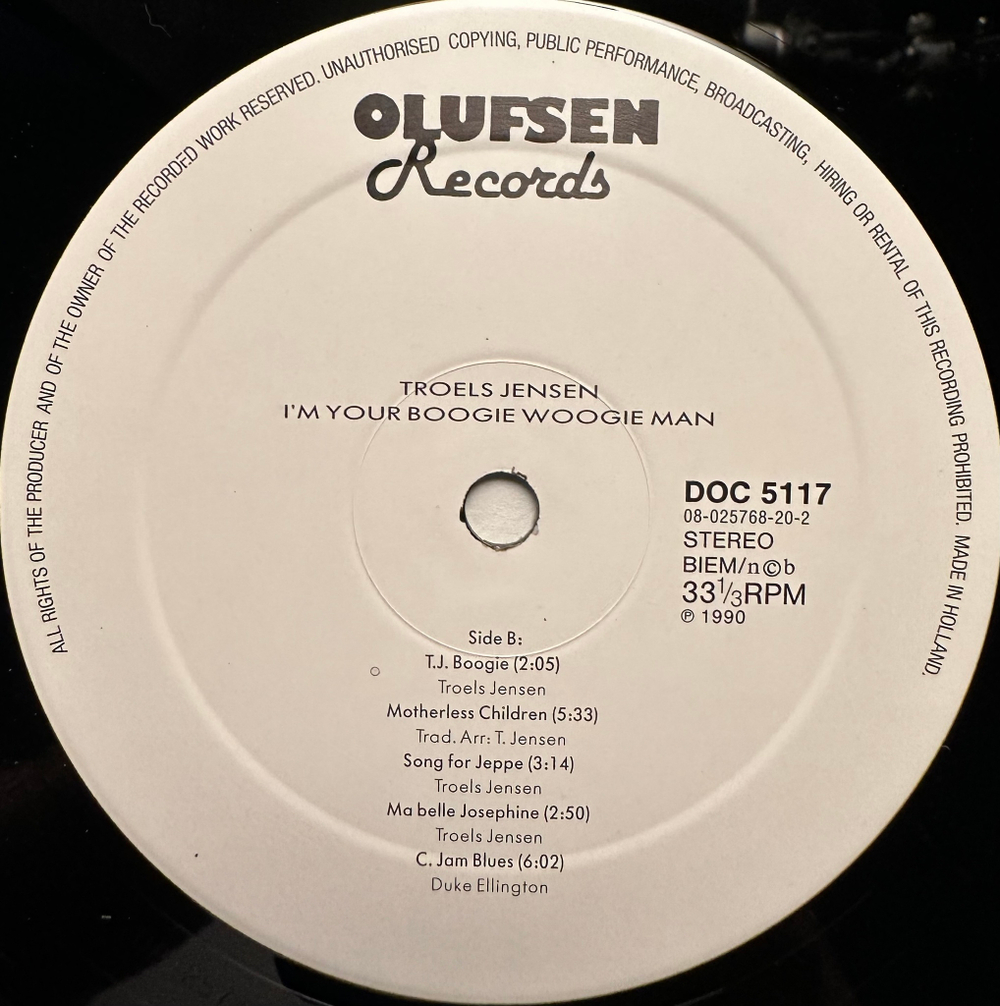 ALL RIGHTS OF THE PRODUCER AND OF THE OWNER OF THE RECORDED WORK RESERVED. UNAUTHORISED COPYING, PUBLIC PERFORMANCE, BROADCASTING, HIRING OR RENTAL OF THIS RECORDING PROHIBITED. MADE IN HOLLAND.
OLUFSEN
Records
TROELS JENSEN
I'M YOUR BOOGIE WOOGIE MAN
DOC 5117
08-025768-20-2
STEREO
BIEM/n©b
33⅓RPM
℗ 1990
Side B:
T.J. Boogie (2:05)
Troels Jensen
Motherless Children (5:33)
Trad. Arr: T. Jensen
Song for Jeppe (3:14)
Troels Jensen
Ma belle Josephine (2:50)
Troels Jensen
C. Jam Blues (6:02)
Duke Ellington